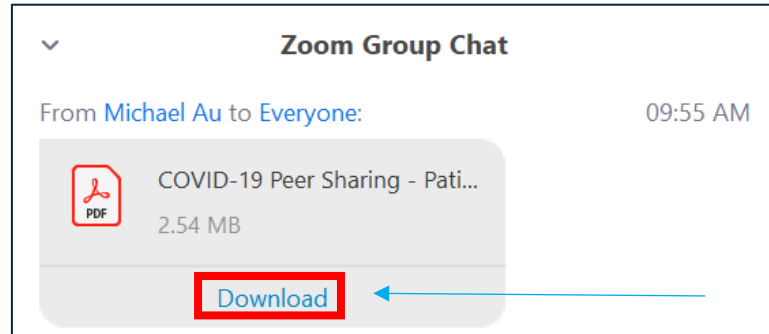 Zoom Group Chat
From Michael Au to Everyone: 09:55 AM
COVID-19 Peer Sharing - Pati...
PDF
2.54 MB
Download